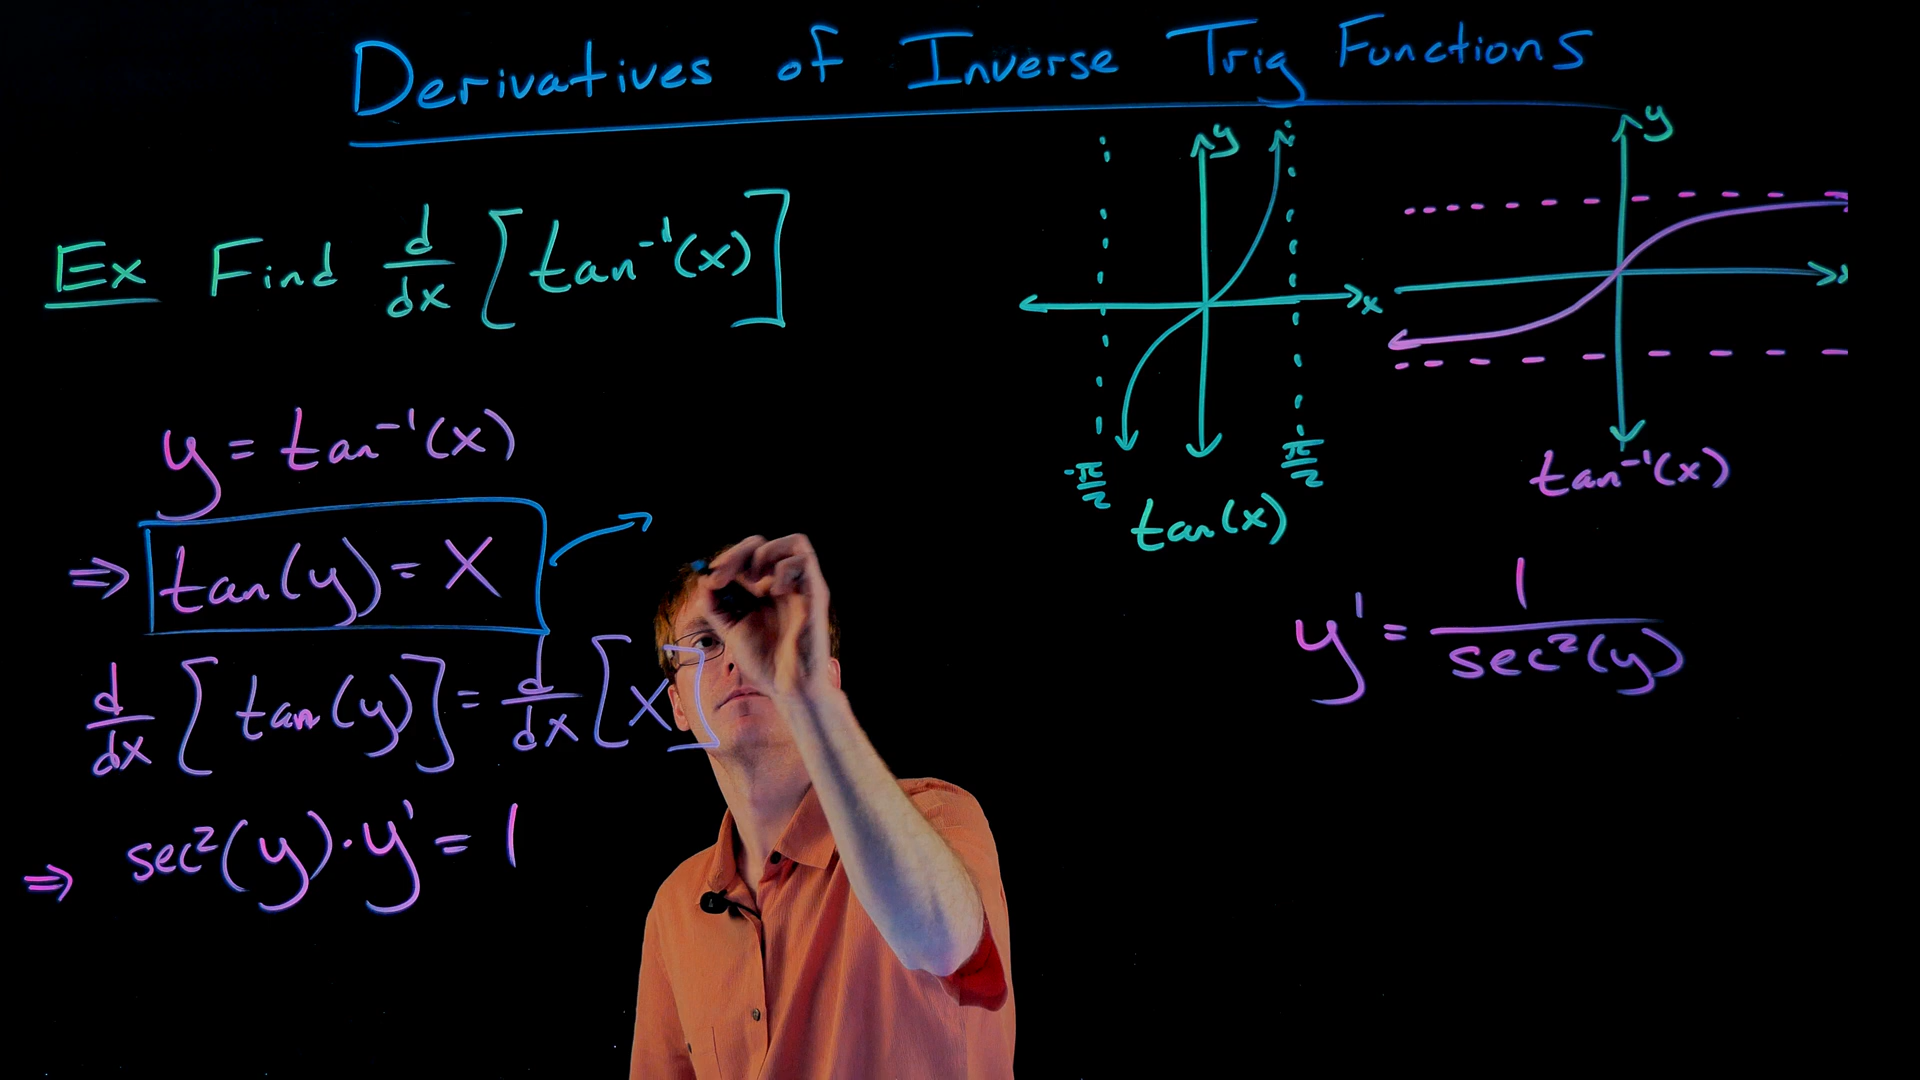 Derivatives of Inverse Trig Functions
Ex Find d/dx [tan⁻¹(x)]
y = tan⁻¹(x)
⇒ tan(y) = x
d/dx [tan(y)] = d/dx [x]
⇒ sec²(y)·y' = 1
y
x
-π/2
π/2
tan(x)
y
tan⁻¹(x)
y' = 1/sec²(y)